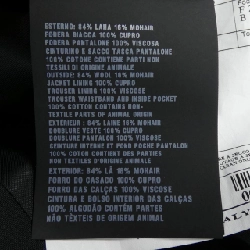 ESTERNO: 84% LANA 16% MOHAIR
FODERA GIACCA 100% CUPRO
FODERA PANTALONE 100% VISCOSA
CINTURINO E SACCO TASCA PANTALONE
100% COTONE CONTIENE PARTI NON
TESSILI DI ORIGINE ANIMALE
OUTSIDE: 84% WOOL 16% MOHAIR
JACKET LINING 100% CUPRO
TROUSER LINING 100% VISCOSE
TROUSER WAISTBAND AND INSIDE POCKET
100% COTTON CONTAINS NON-
TEXTILE PARTS OF ANIMAL ORIGIN
EXTERIEUR: 84% LAINE 16% MOHAIR
DOUBLURE VESTE 100% CUPRO
DOUBLURE PANTALON 100% VISCOSE
CEINTURE INTERIEUR ET FOND POCHE PANTALON
100% COTON CONTIENT DES PARTIES
NON TEXTILES D'ORIGINE ANIMALE
EXTERIOR: 84% LÃ 16% MOHAIR
FORRO DO CASACO 100% CUPRO
FORRO DAS CALÇAS 100% VISCOSE
CINTURA E BOLSO INTERIOR DAS CALÇAS
100% ALGODÃO CONTÉM PARTES
NÃO TÊXTEIS DE ORIGEM ANIMAL